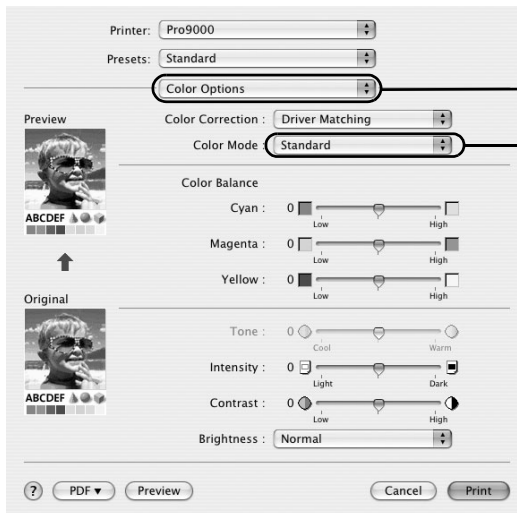 Printer: Pro9000
Presets: Standard
Color Options
Preview
Color Correction : Driver Matching
Color Mode : Standard
ABCDEF
Color Balance
Cyan : 0
Low High
Magenta : 0
Low High
Yellow : 0
Low High
Original
ABCDEF
Tone : 0
Cool Warm
Intensity : 0
Light Dark
Contrast : 0
Low High
Brightness : Normal
? PDF ▼ Preview Cancel Print